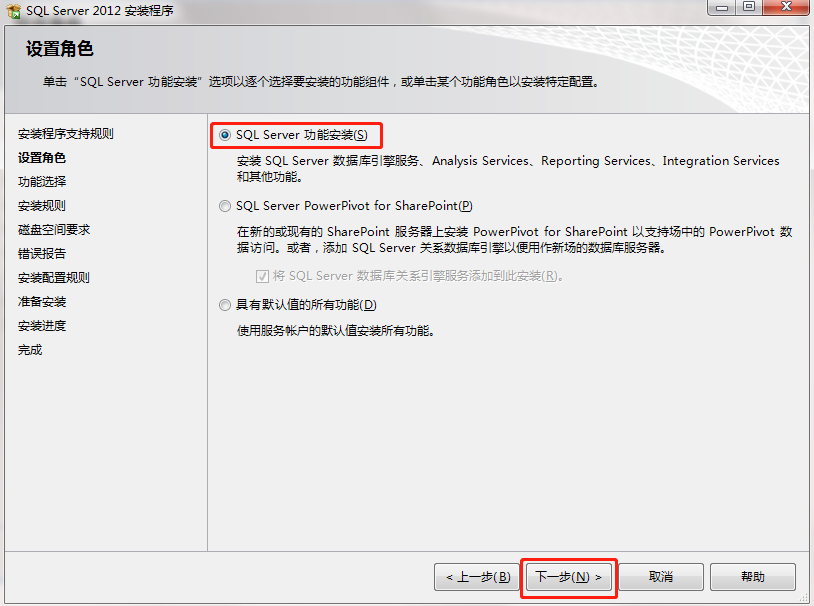 SQL Server 2012 安装程序
设置角色
单击“SQL Server 功能安装”选项以逐个选择要安装的功能组件，或单击某个功能角色以安装特定配置。
安装程序支持规则
设置角色
功能选择
安装规则
磁盘空间要求
错误报告
安装配置规则
准备安装
安装进度
完成
SQL Server 功能安装(S)
安装 SQL Server 数据库引擎服务、Analysis Services、Reporting Services、Integration Services
和其他功能。
SQL Server PowerPivot for SharePoint(P)
在新的或现有的 SharePoint 服务器上安装 PowerPivot for SharePoint 以支持场中的 PowerPivot 数
据访问。或者，添加 SQL Server 关系数据库引擎以便用作新场的数据库服务器。
将 SQL Server 数据库关系引擎服务添加到此安装(R)。
具有默认值的所有功能(D)
使用服务帐户的默认值安装所有功能。
< 上一步(B)
下一步(N) >
取消
帮助